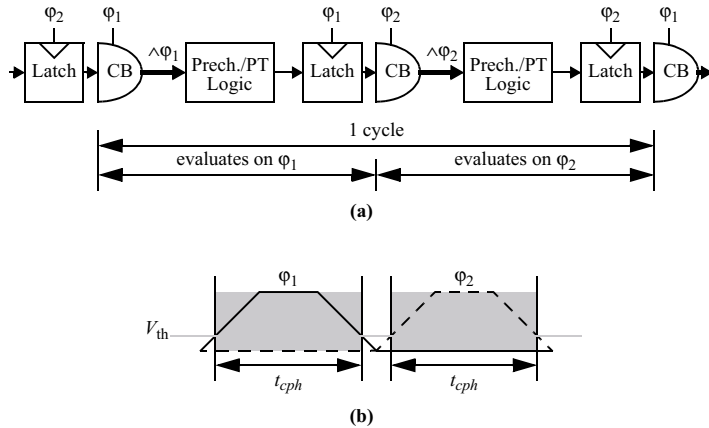 φ2 φ1 φ1 φ2 φ2 φ1
Latch CB ∧φ1 Prech./PT Logic Latch CB ∧φ2 Prech./PT Logic Latch CB
1 cycle
evaluates on φ1 evaluates on φ2
(a)
φ1 φ2
Vth
tcph tcph
(b)